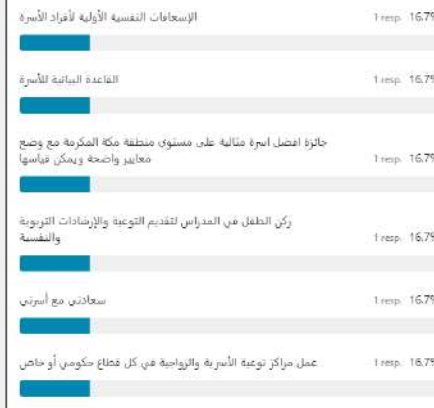 الإسعافات النفسية الأولية لأفراد الأسرة 1 resp. 16.7%
القاعدة البيانية للأسرة 1 resp. 16.7%
جائزة افضل اسرة مثالية على مستوى منطقة مكة المكرمة مع وضع
معايير واضحة ويمكن قياسها 1 resp. 16.7%
ركن الطفل في المدراس لتقديم التوعية والإرشادات التربوية
والنفسية 1 resp. 16.7%
سعادتي مع أسرتي 1 resp. 16.7%
عمل مراكز توعية الأسرية والزواجية في كل قطاع حكومي أو خاص 1 resp. 16.7%